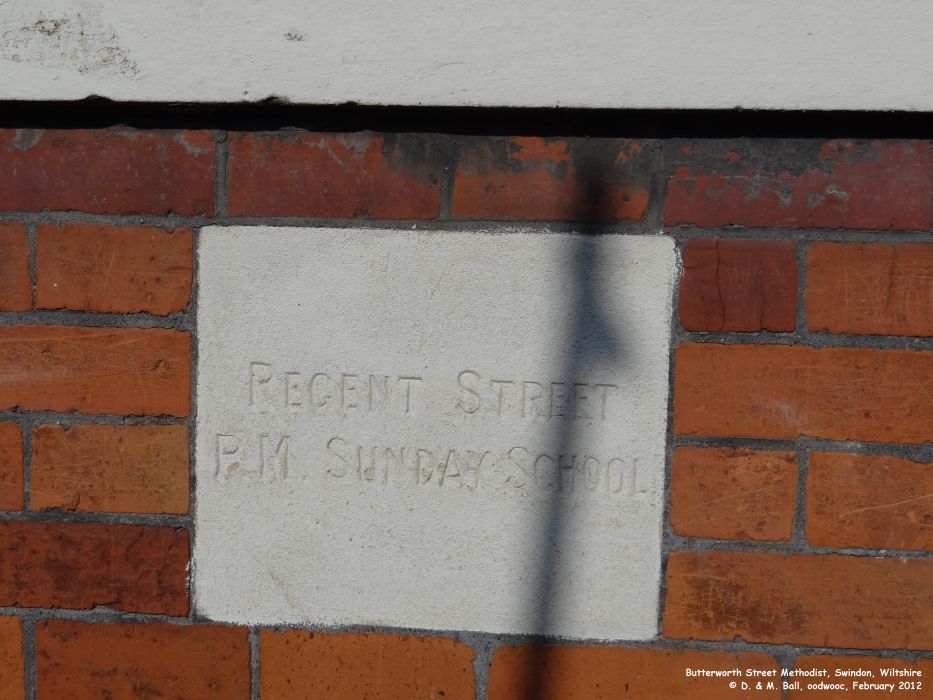 REGENT STREET
P.M. SUNDAY SCHOOL
Butterworth Street Methodist, Swindon, Wiltshire
© D. & M. Ball, oodwooc, February 2012